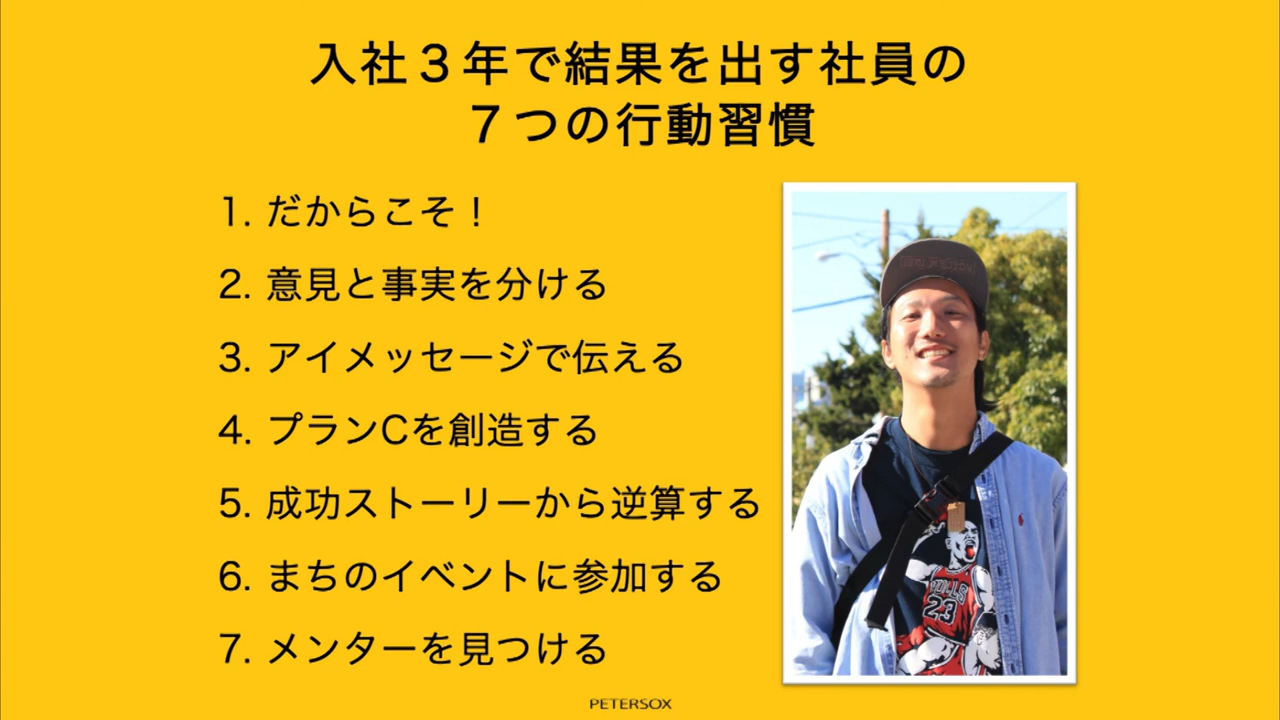 入社３年で結果を出す社員の
７つの行動習慣
1. だからこそ！
2. 意見と事実を分ける
3. アイメッセージで伝える
4. プランCを創造する
5. 成功ストーリーから逆算する
6. まちのイベントに参加する
7. メンターを見つける
23
PETERSOX